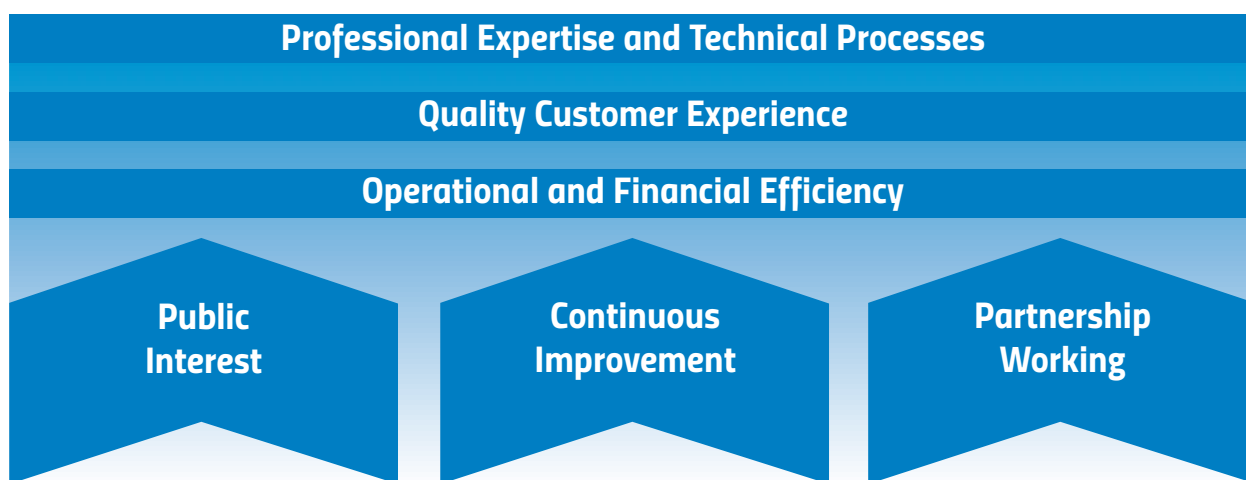 Professional Expertise and Technical Processes
Quality Customer Experience
Operational and Financial Efficiency
Public
Interest
Continuous
Improvement
Partnership
Working